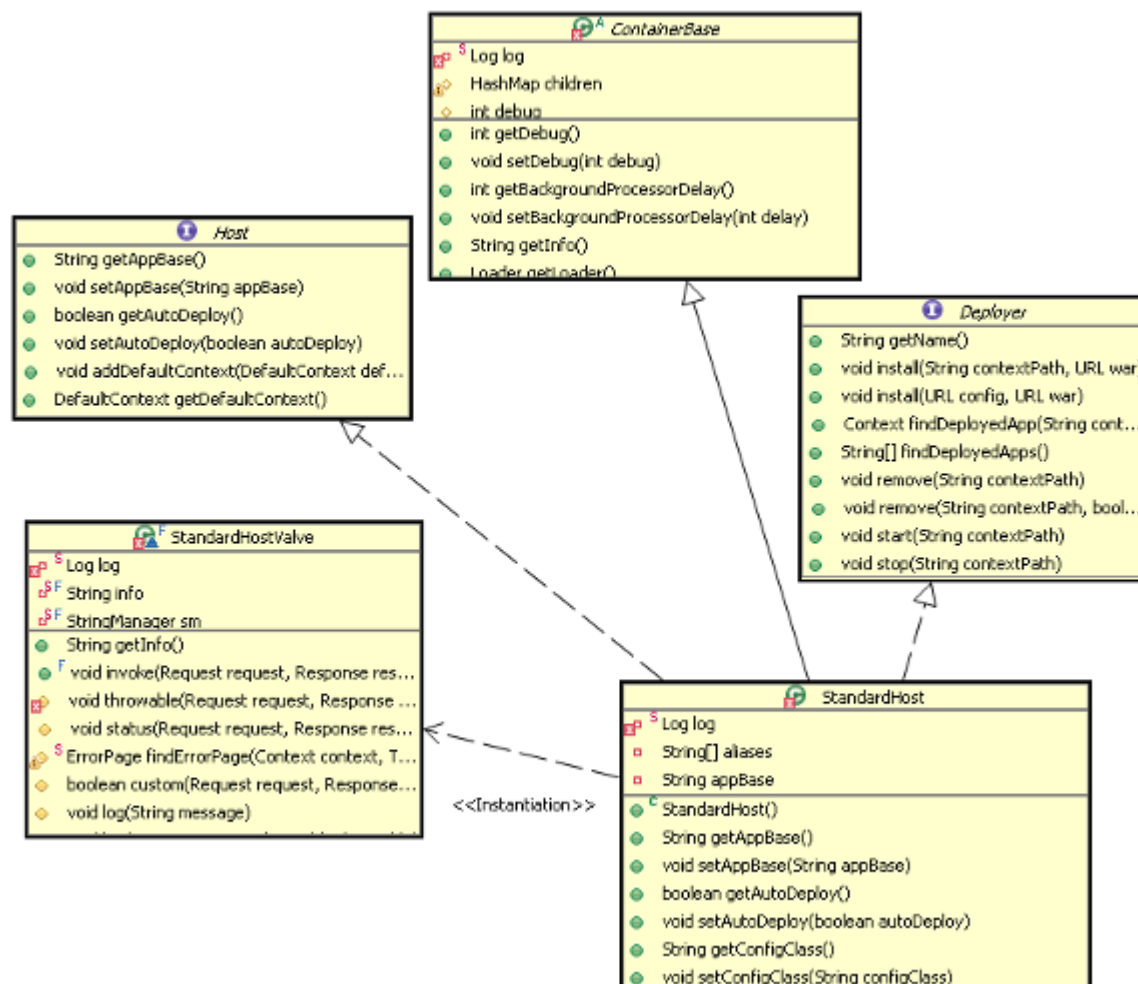 ContainerBase
Log log
HashMap children
int debug
int getDebug()
void setDebug(int debug)
int getBackgroundProcessorDelay()
void setBackgroundProcessorDelay(int delay)
String getInfo()
Loader getLoader()
Host
String getAppBase()
void setAppBase(String appBase)
boolean getAutoDeploy()
void setAutoDeploy(boolean autoDeploy)
void addDefaultContext(DefaultContext def...
DefaultContext getDefaultContext()
Deployer
String getName()
void install(String contextPath, URL war)
void install(URL config, URL war)
Context findDeployedApp(String cont...
String[] findDeployedApps()
void remove(String contextPath)
void remove(String contextPath, bool...
void start(String contextPath)
void stop(String contextPath)
StandardHostValve
Log log
String info
StringManager sm
String getInfo()
void invoke(Request request, Response res...
void throwable(Request request, Response ...
void status(Request request, Response res...
ErrorPage findErrorPage(Context context, T...
boolean custom(Request request, Response...
void log(String message)
<<Instantiation>>
StandardHost
Log log
String[] aliases
String appBase
StandardHost()
String getAppBase()
void setAppBase(String appBase)
boolean getAutoDeploy()
void setAutoDeploy(boolean autoDeploy)
String getConfigClass()
void setConfigClass(String configClass)